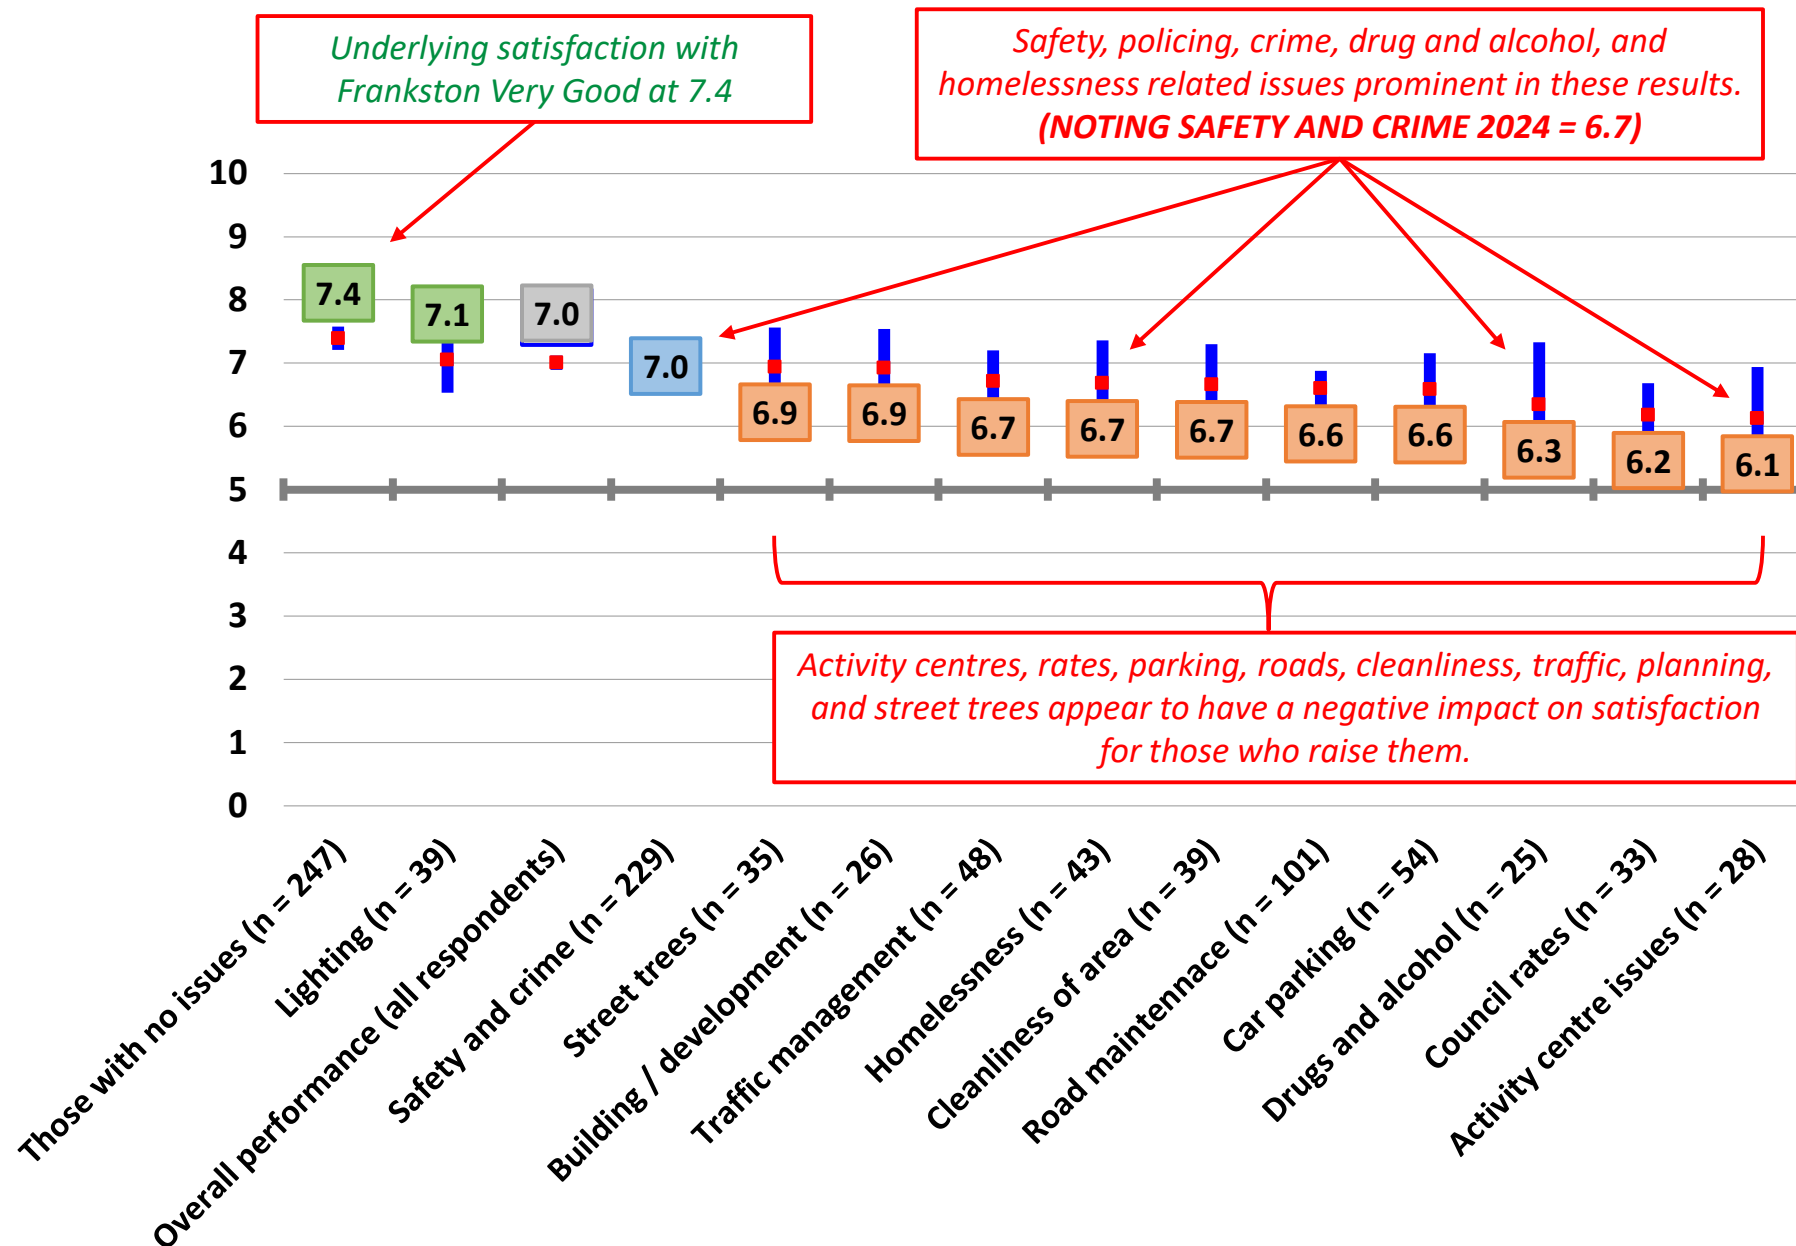 Underlying satisfaction with
Frankston Very Good at 7.4
Safety, policing, crime, drug and alcohol, and
homelessness related issues prominent in these results.
(NOTING SAFETY AND CRIME 2024 = 6.7)
10
9
8
7
6
5
4
3
2
1
0
7.4
7.1
7.0
7.0
6.9
6.9
6.7
6.7
6.7
6.6
6.6
6.3
6.2
6.1
Activity centres, rates, parking, roads, cleanliness, traffic, planning,
and street trees appear to have a negative impact on satisfaction
for those who raise them.
Those with no issues (n = 247)
Lighting (n = 39)
Overall performance (all respondents)
Safety and crime (n = 229)
Street trees (n = 35)
Building / development (n = 26)
Traffic management (n = 48)
Homelessness (n = 43)
Cleanliness of area (n = 39)
Road maintennace (n = 101)
Car parking (n = 54)
Drugs and alcohol (n = 25)
Council rates (n = 33)
Activity centre issues (n = 28)